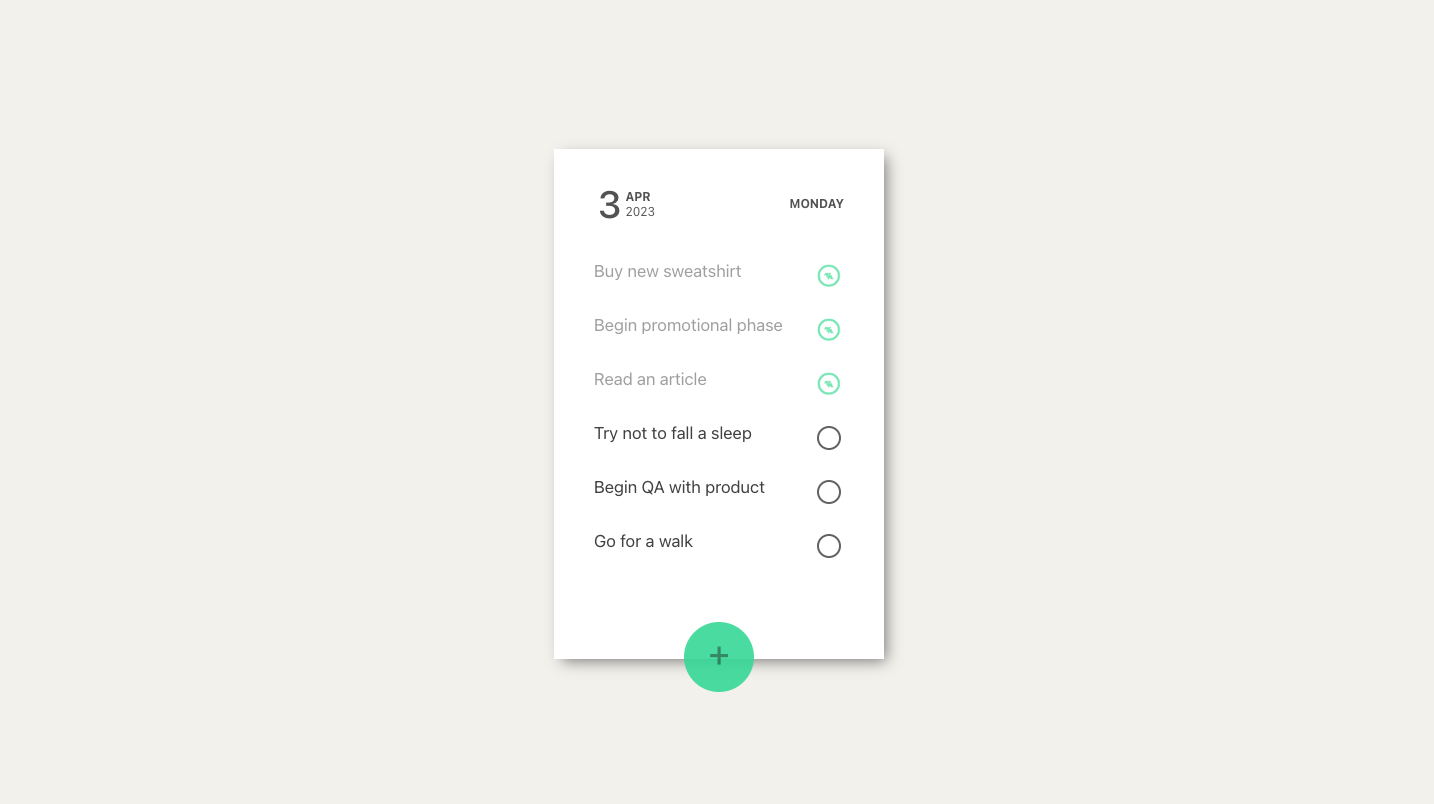 3 APR
2023
MONDAY
Buy new sweatshirt
Begin promotional phase
Read an article
Try not to fall a sleep
Begin QA with product
Go for a walk
+